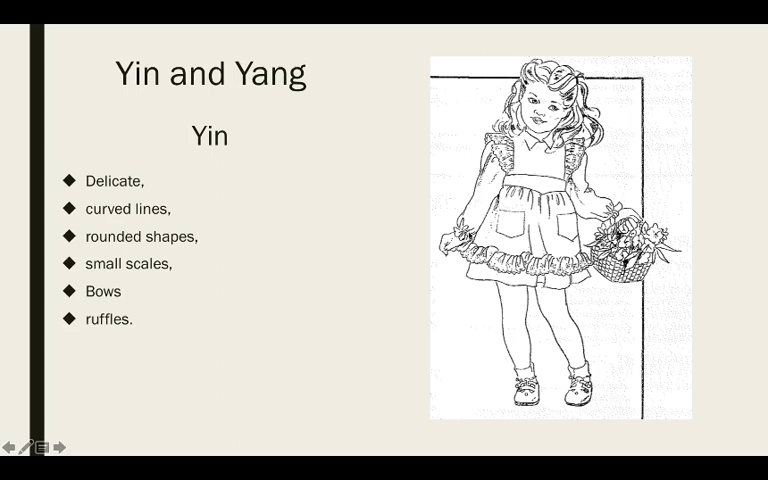 Yin and Yang
Yin
Delicate,
curved lines,
rounded shapes,
small scales,
Bows
ruffles.